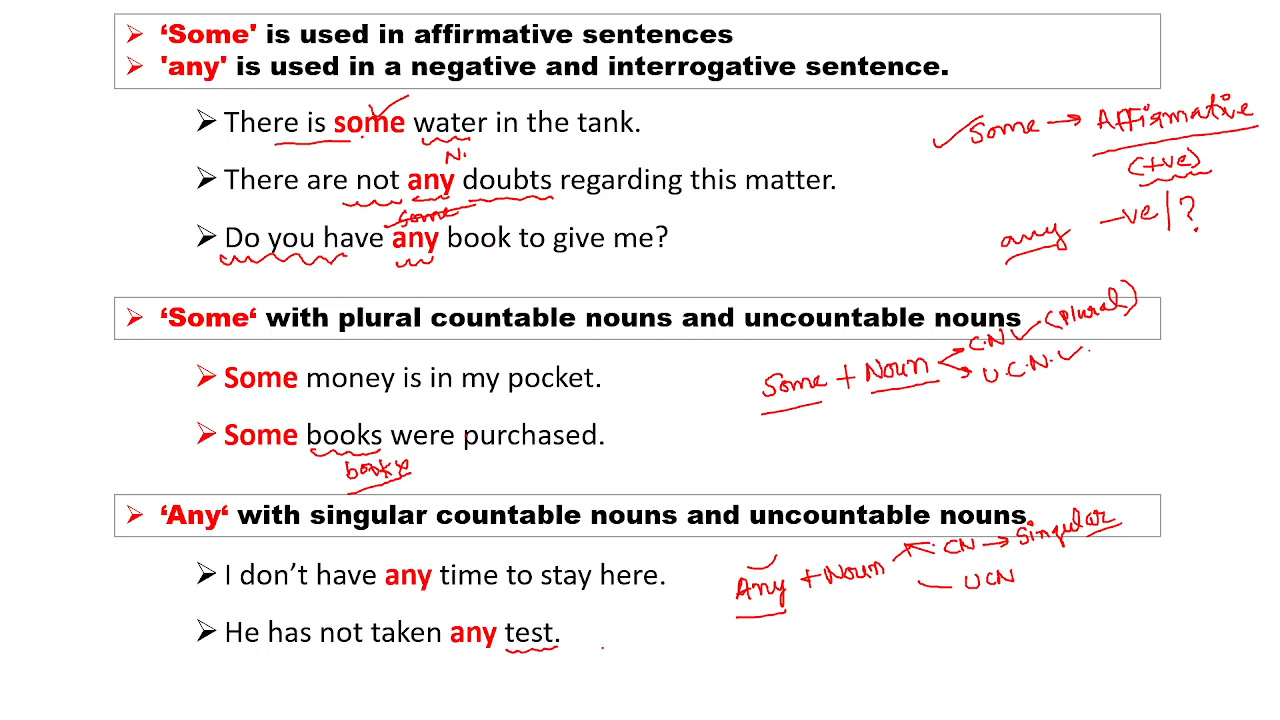 ‘Some' is used in affirmative sentences
'any' is used in a negative and interrogative sentence.
There is some water in the tank.
Some → Affirmative
(+ve)
N.
There are not any doubts regarding this matter.
some
any -ve/?
Do you have any book to give me?
‘Some‘ with plural countable nouns and uncountable nouns
Some + Noun
C.N (Plural)
U.C.N.
Some money is in my pocket.
Some books were purchased.
‘Any‘ with singular countable nouns and uncountable nouns
Any + Noun
CN → Singular
UCN
I don’t have any time to stay here.
He has not taken any test.